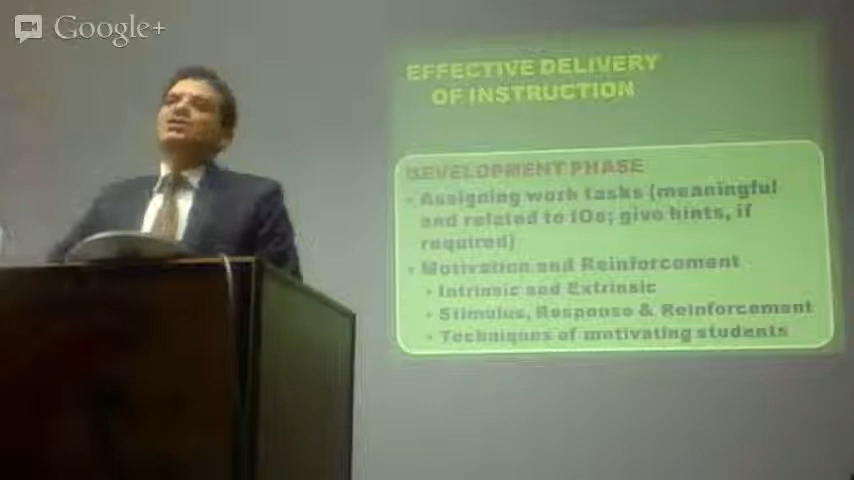 Google+
EFFECTIVE DELIVERY
OF INSTRUCTION
DEVELOPMENT PHASE
• Assigning work tasks (meaningful
and related to IOs; give hints, if
required)
• Motivation and Reinforcement
• Intrinsic and Extrinsic
• Stimulus, Response & Reinforcement
• Techniques of motivating students